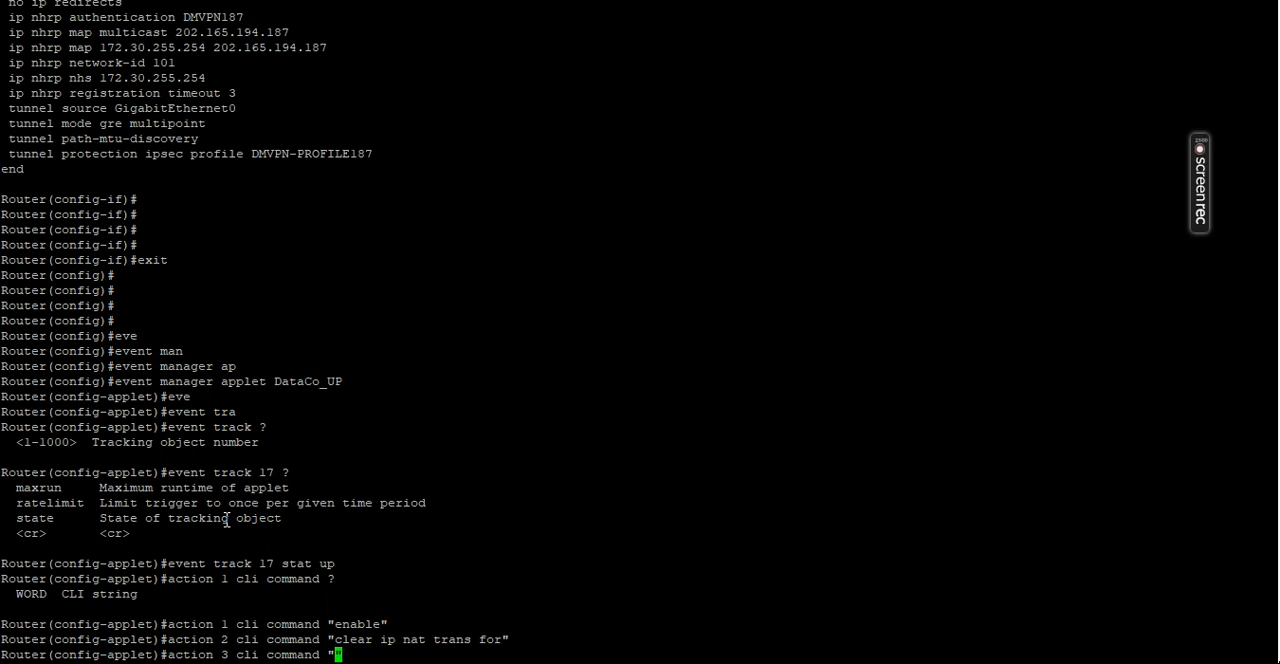 no ip redirects
ip nhrp authentication DMVPN187
ip nhrp map multicast 202.165.194.187
ip nhrp map 172.30.255.254 202.165.194.187
ip nhrp network-id 101
ip nhrp nhs 172.30.255.254
ip nhrp registration timeout 3
tunnel source GigabitEthernet0
tunnel mode gre multipoint
tunnel path-mtu-discovery
tunnel protection ipsec profile DMVPN-PROFILE187
end
Router(config-if)#
Router(config-if)#
Router(config-if)#
Router(config-if)#
Router(config-if)#exit
Router(config)#
Router(config)#
Router(config)#
Router(config)#
Router(config)#eve
Router(config)#event man
Router(config)#event manager ap
Router(config)#event manager applet DataCo_UP
Router(config-applet)#eve
Router(config-applet)#event tra
Router(config-applet)#event track ?
<1-1000>  Tracking object number
Router(config-applet)#event track 17 ?
maxrun     Maximum runtime of applet
ratelimit  Limit trigger to once per given time period
state      State of tracking object
<cr>       <cr>
Router(config-applet)#event track 17 stat up
Router(config-applet)#action 1 cli command ?
WORD  CLI string
Router(config-applet)#action 1 cli command "enable"
Router(config-applet)#action 2 cli command "clear ip nat trans for"
Router(config-applet)#action 3 cli command ""
screenrec